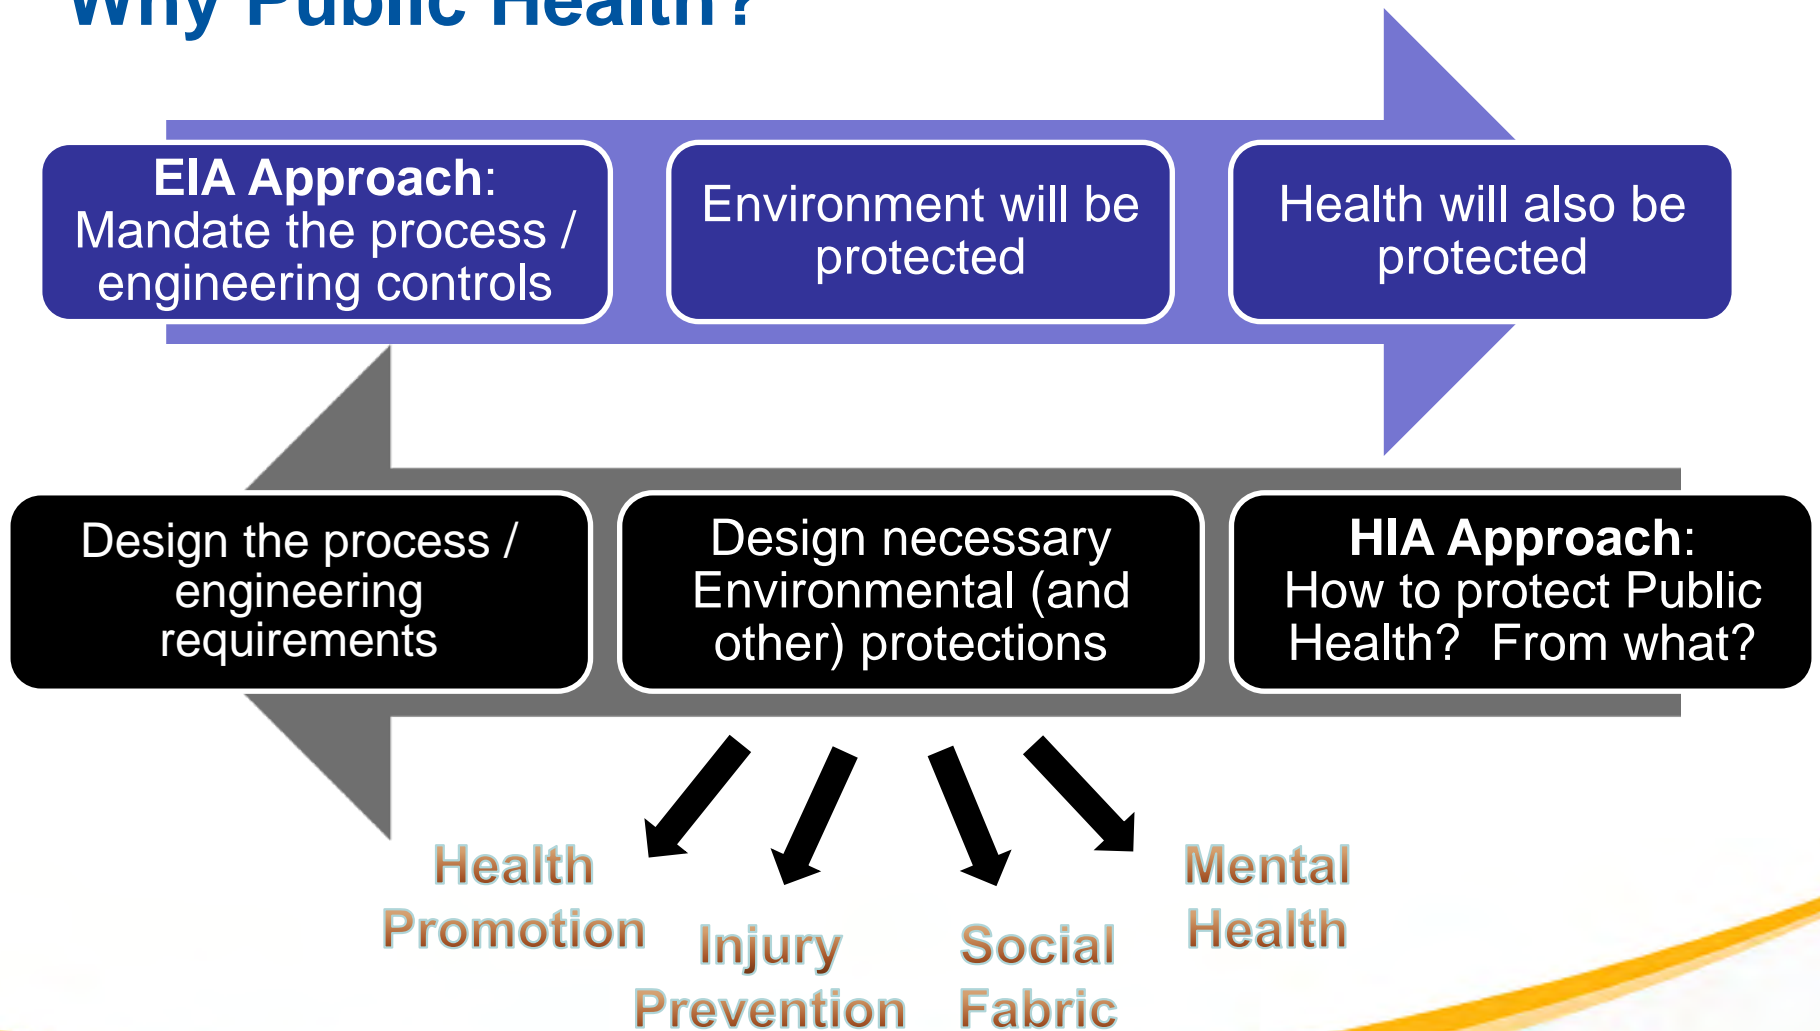 Why Public Health?
EIA Approach:
Mandate the process /
engineering controls
Environment will be
protected
Health will also be
protected
Design the process /
engineering
requirements
Design necessary
Environmental (and
other) protections
HIA Approach:
How to protect Public
Health?  From what?
Health
Promotion
Injury
Prevention
Social
Fabric
Mental
Health